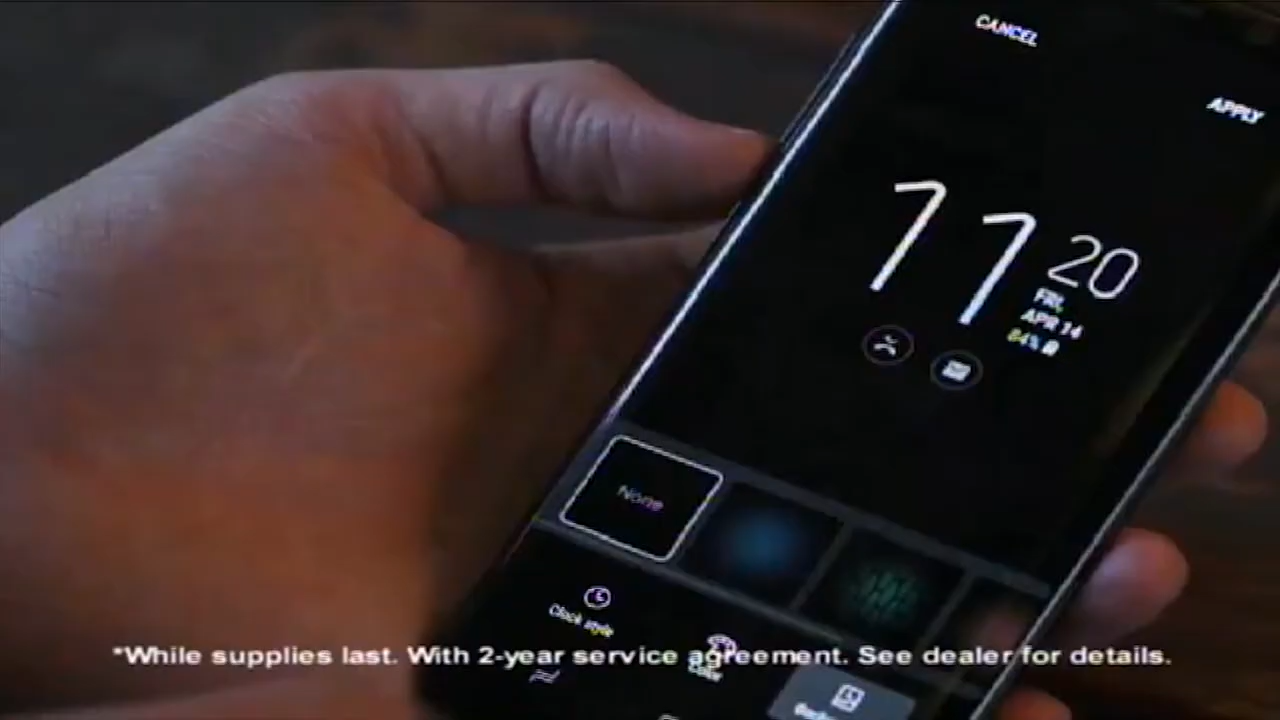 CANCEL
APPLY
11 20
FRI, APR 14
84%
None
Clock style
Color
*While supplies last. With 2-year service agreement. See dealer for details.